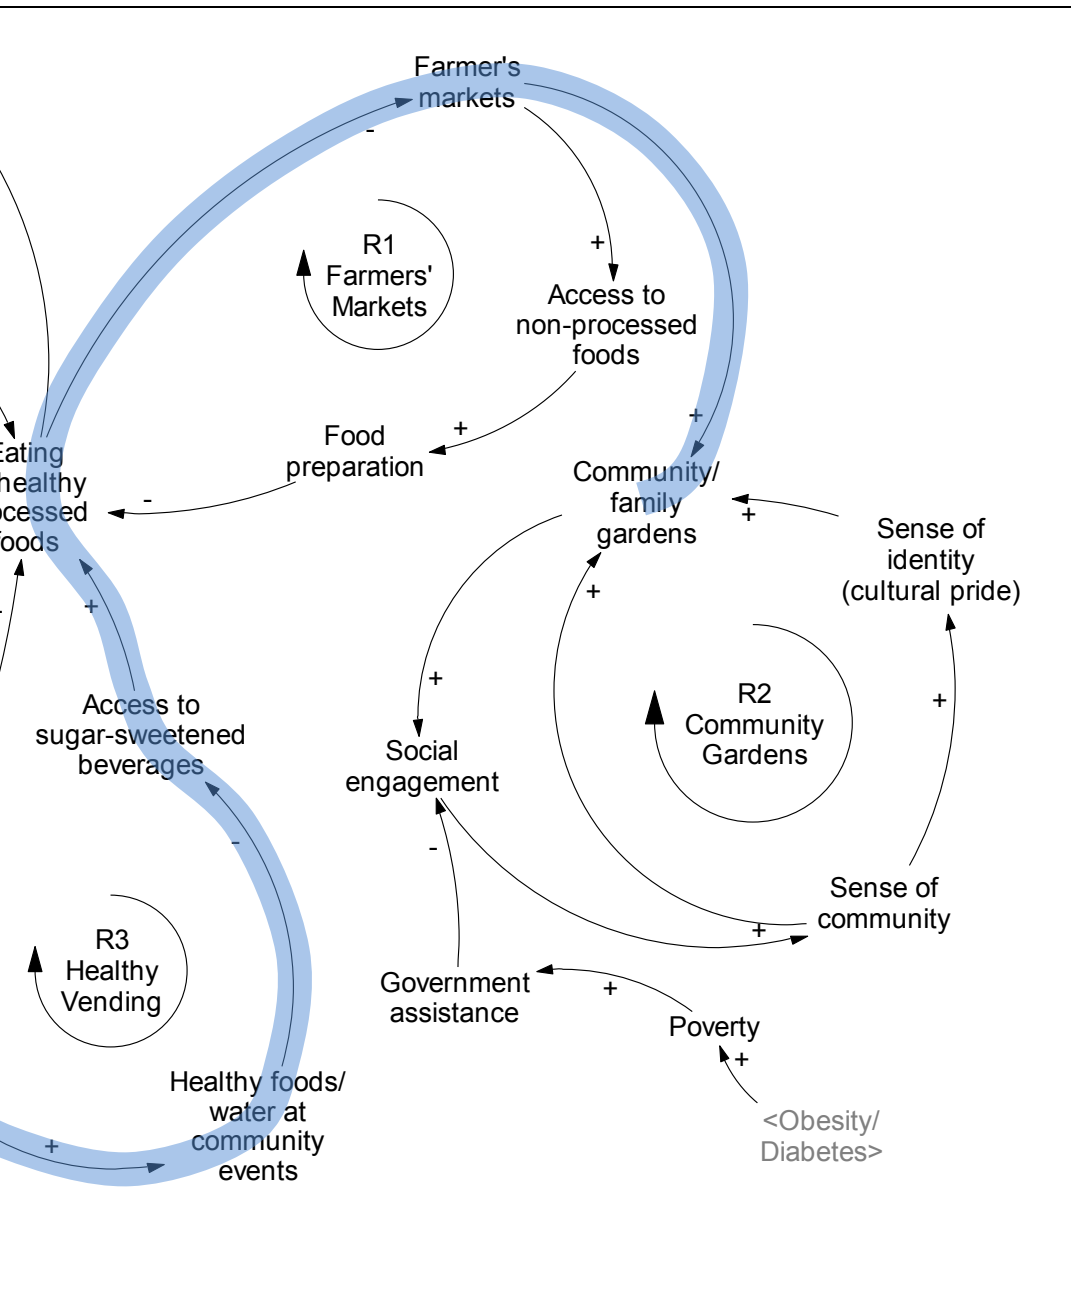 Farmer's
markets
-
R1
Farmers'
Markets
+
Access to
non-processed
foods
+
Food
preparation
-
+
Community/
family
gardens
+
Sense of
identity
(cultural pride)
Eating
healthy
ocessed
foods
+
Access to
sugar-sweetened
beverages
-
+
+
Social
engagement
-
R2
Community
Gardens
+
Sense of
community
+
R3
Healthy
Vending
Government
assistance
+
Poverty
+
<Obesity/
Diabetes>
Healthy foods/
water at
community
events
+